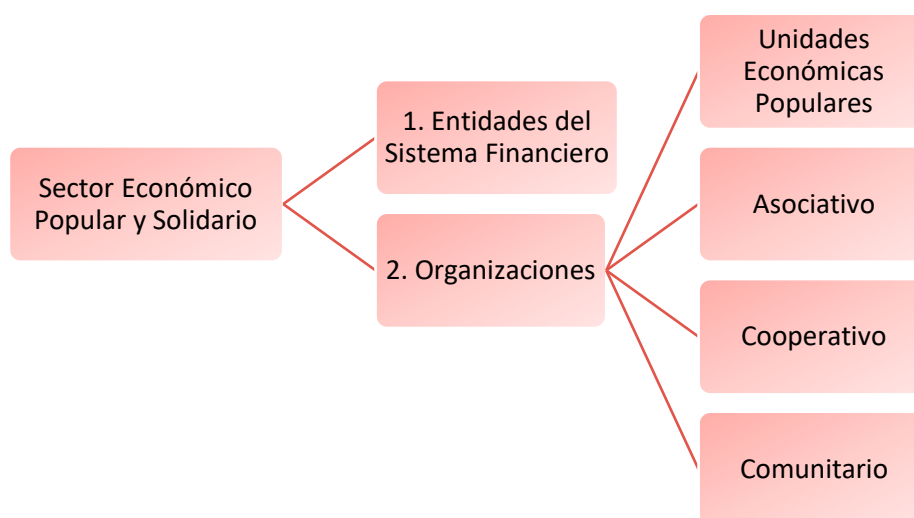 Sector Económico
Popular y Solidario
1. Entidades del
Sistema Financiero
2. Organizaciones
Unidades
Económicas
Populares
Asociativo
Cooperativo
Comunitario